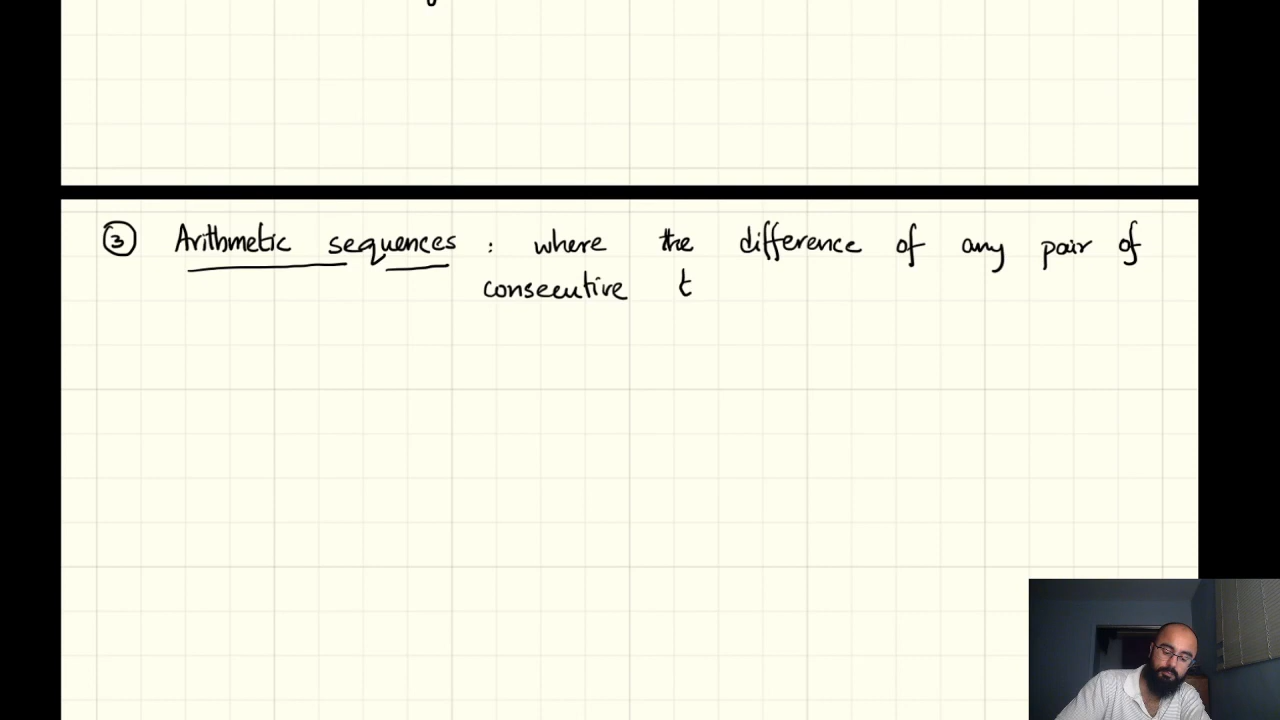 ③ Arithmetic sequences : where the difference of any pair of
consecutive t